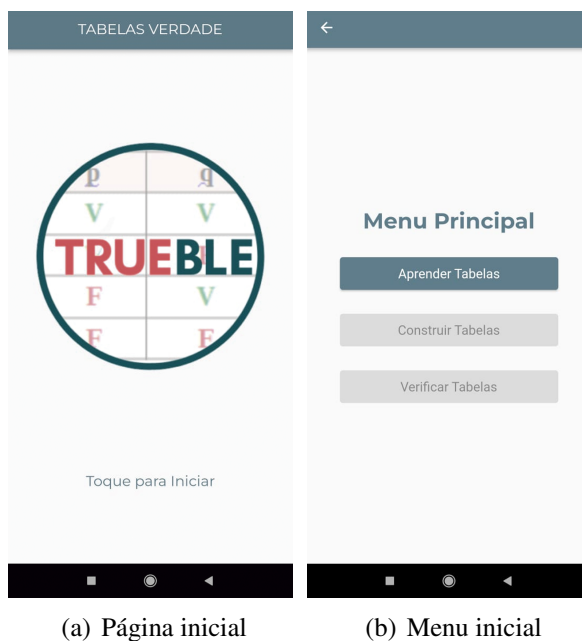 TABELAS VERDADE
p q
V V
TRUEBLE
F V
F F
Toque para Iniciar
(a) Página inicial
Menu Principal
Aprender Tabelas
Construir Tabelas
Verificar Tabelas
(b) Menu inicial